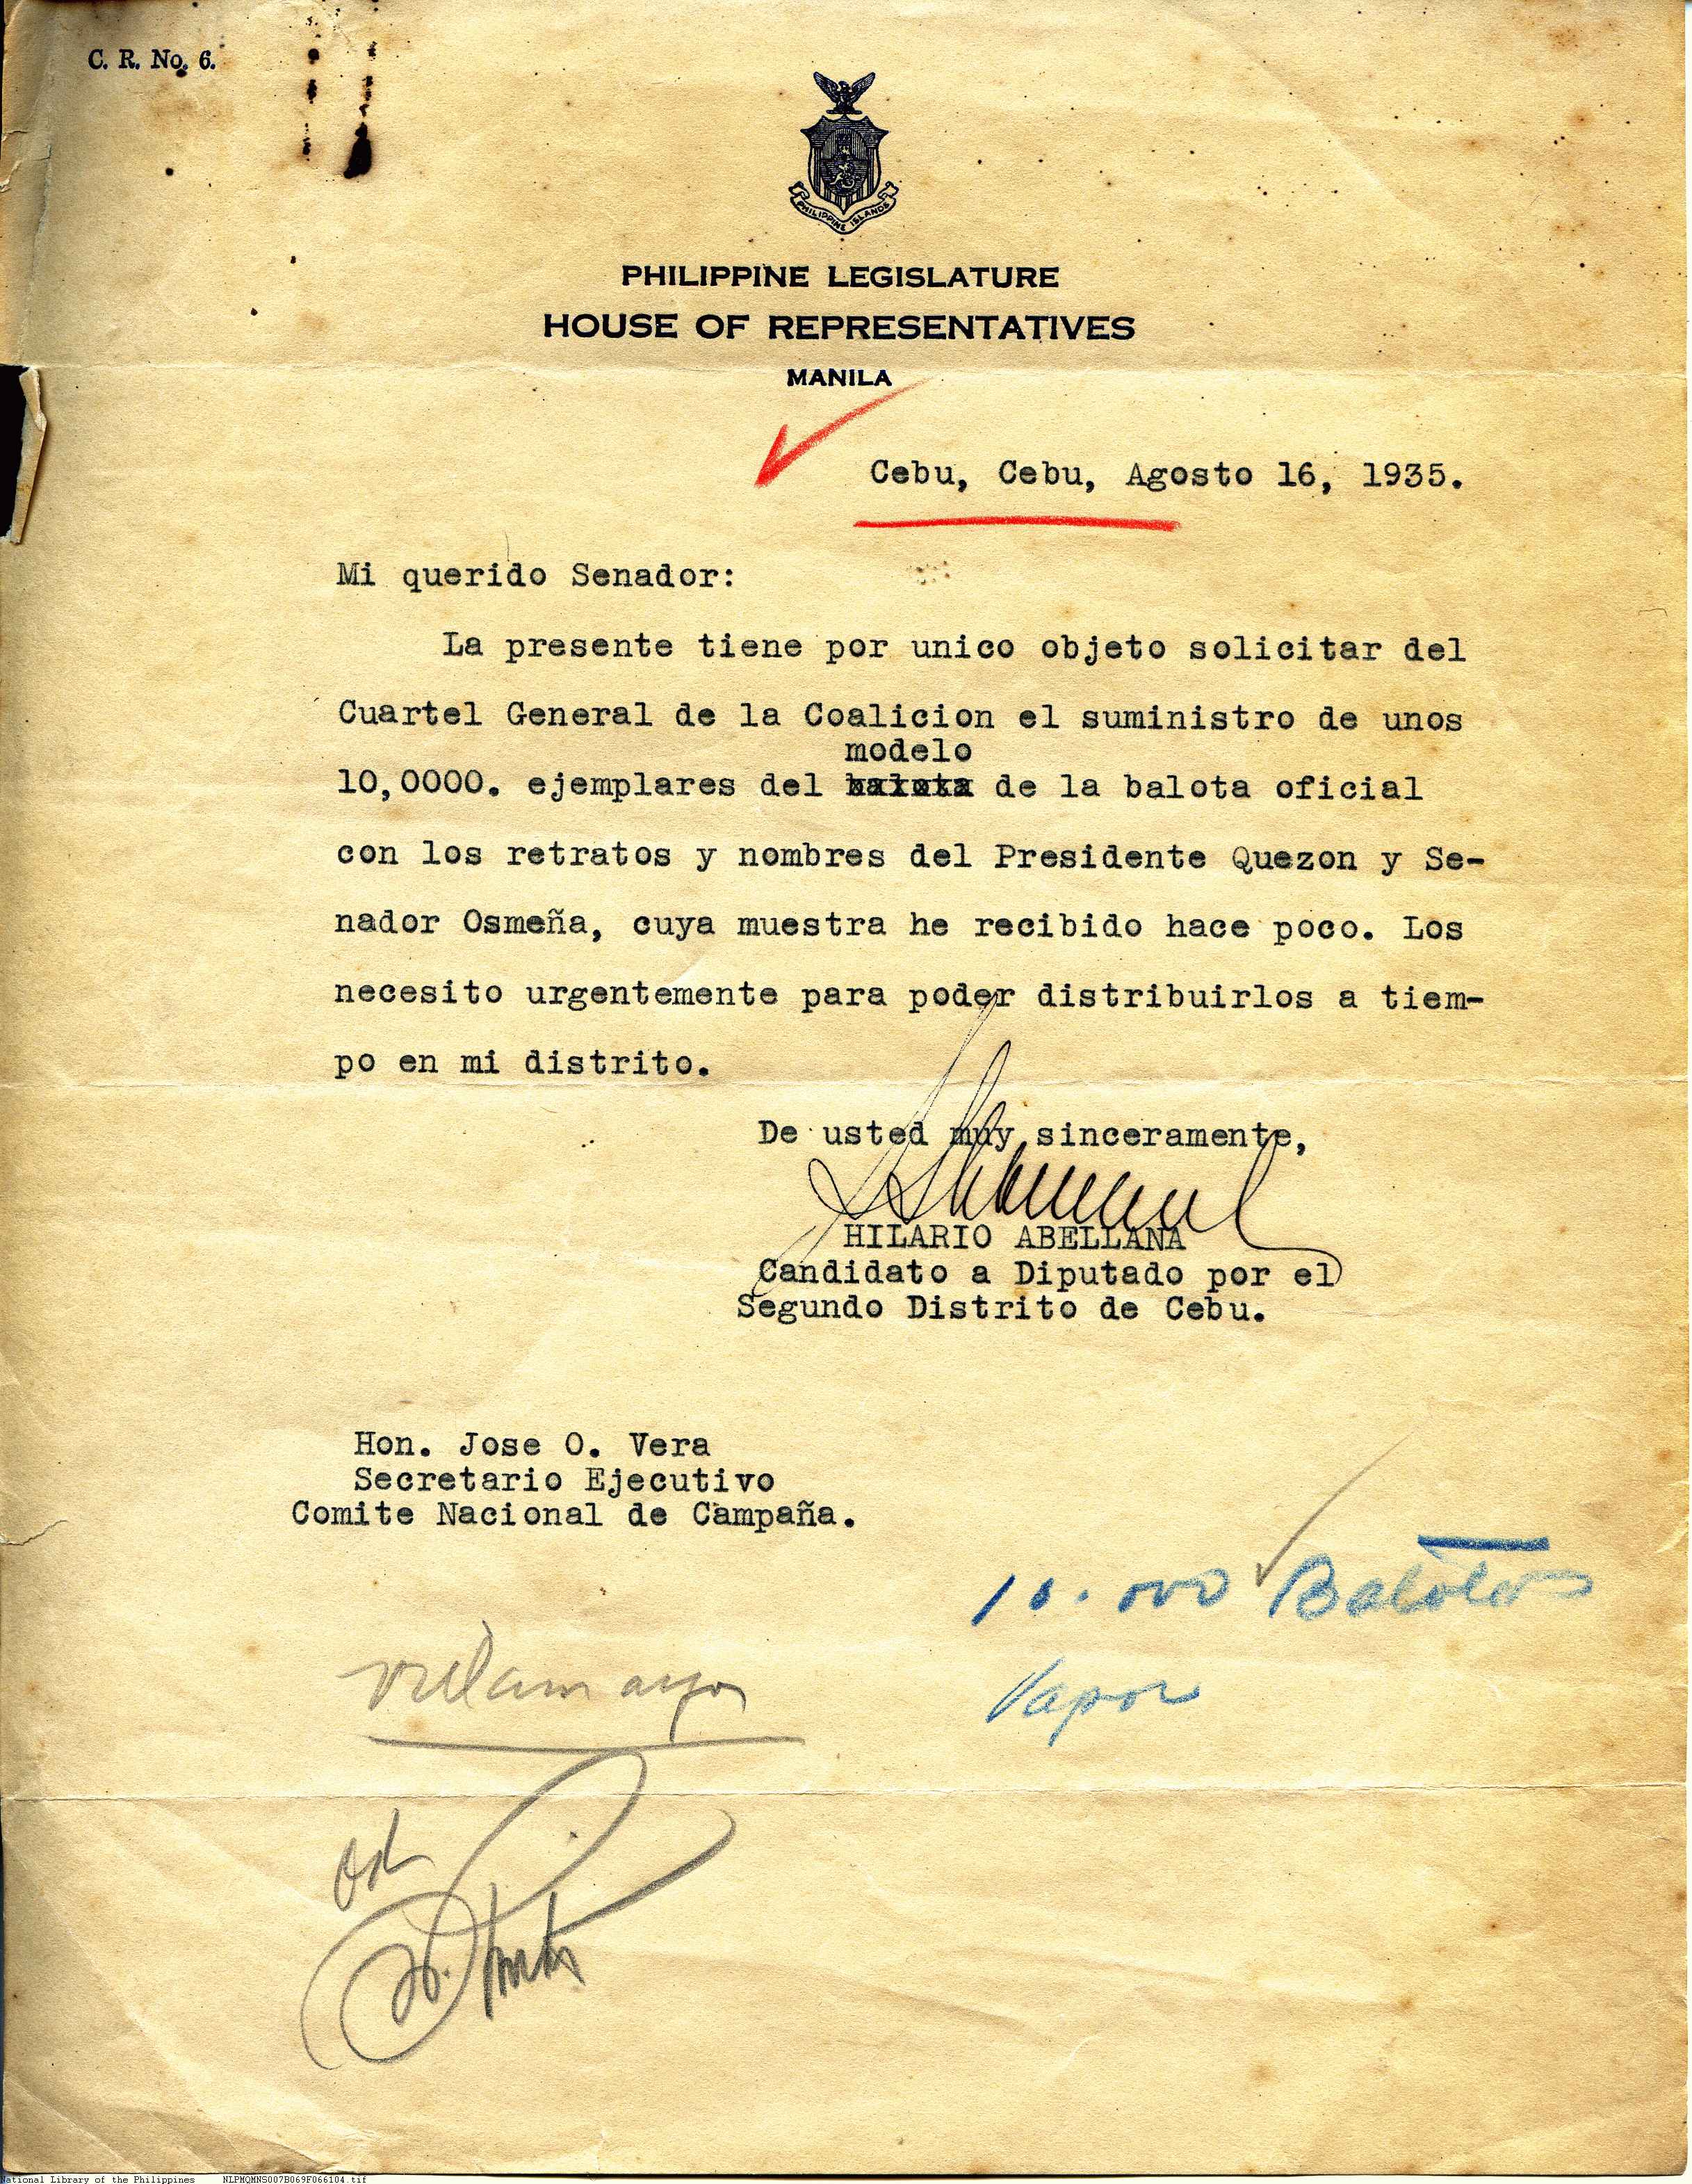 C. R. No. 6.
PHILIPPINE ISLANDS
PHILIPPINE LEGISLATURE
HOUSE OF REPRESENTATIVES
MANILA
Cebu, Cebu, Agosto 16, 1935.
Mi querido Senador:
La presente tiene por unico objeto solicitar del
Cuartel General de la Coalicion el suministro de unos
modelo
10,0000. ejemplares del balota de la balota oficial
con los retratos y nombres del Presidente Quezon y Se-
nador Osmeña, cuya muestra he recibido hace poco. Los
necesito urgentemente para poder distribuirlos a tiem-
po en mi distrito.
De usted muy sinceramente,
HILARIO ABELLANA
Candidato a Diputado por el
Segundo Distrito de Cebu.
Hon. Jose O. Vera
Secretario Ejecutivo
Comite Nacional de Campaña.
10.000 Balotas
Vapor
National Library of the Philippines NLPMQMNS007B069F066104.tif